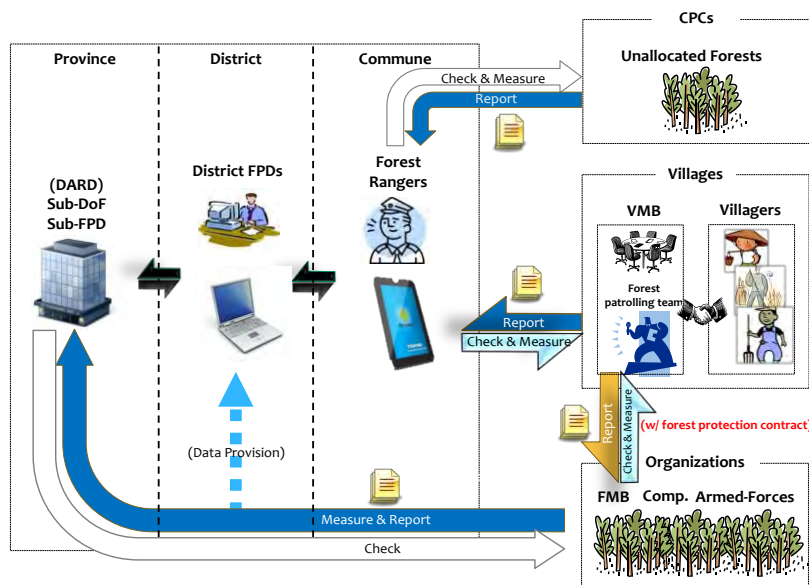 CPCs
Unallocated Forests
Province
District
Commune
Check & Measure
Report
(DARD)
Sub-DoF
Sub-FPD
District FPDs
Forest
Rangers
Villages
VMB
Villagers
Forest
patrolling team
Report
Check & Measure
Report
Check & Measure
(w/ forest protection contract)
(Data Provision)
Organizations
FMB
Comp.
Armed-Forces
Measure & Report
Check